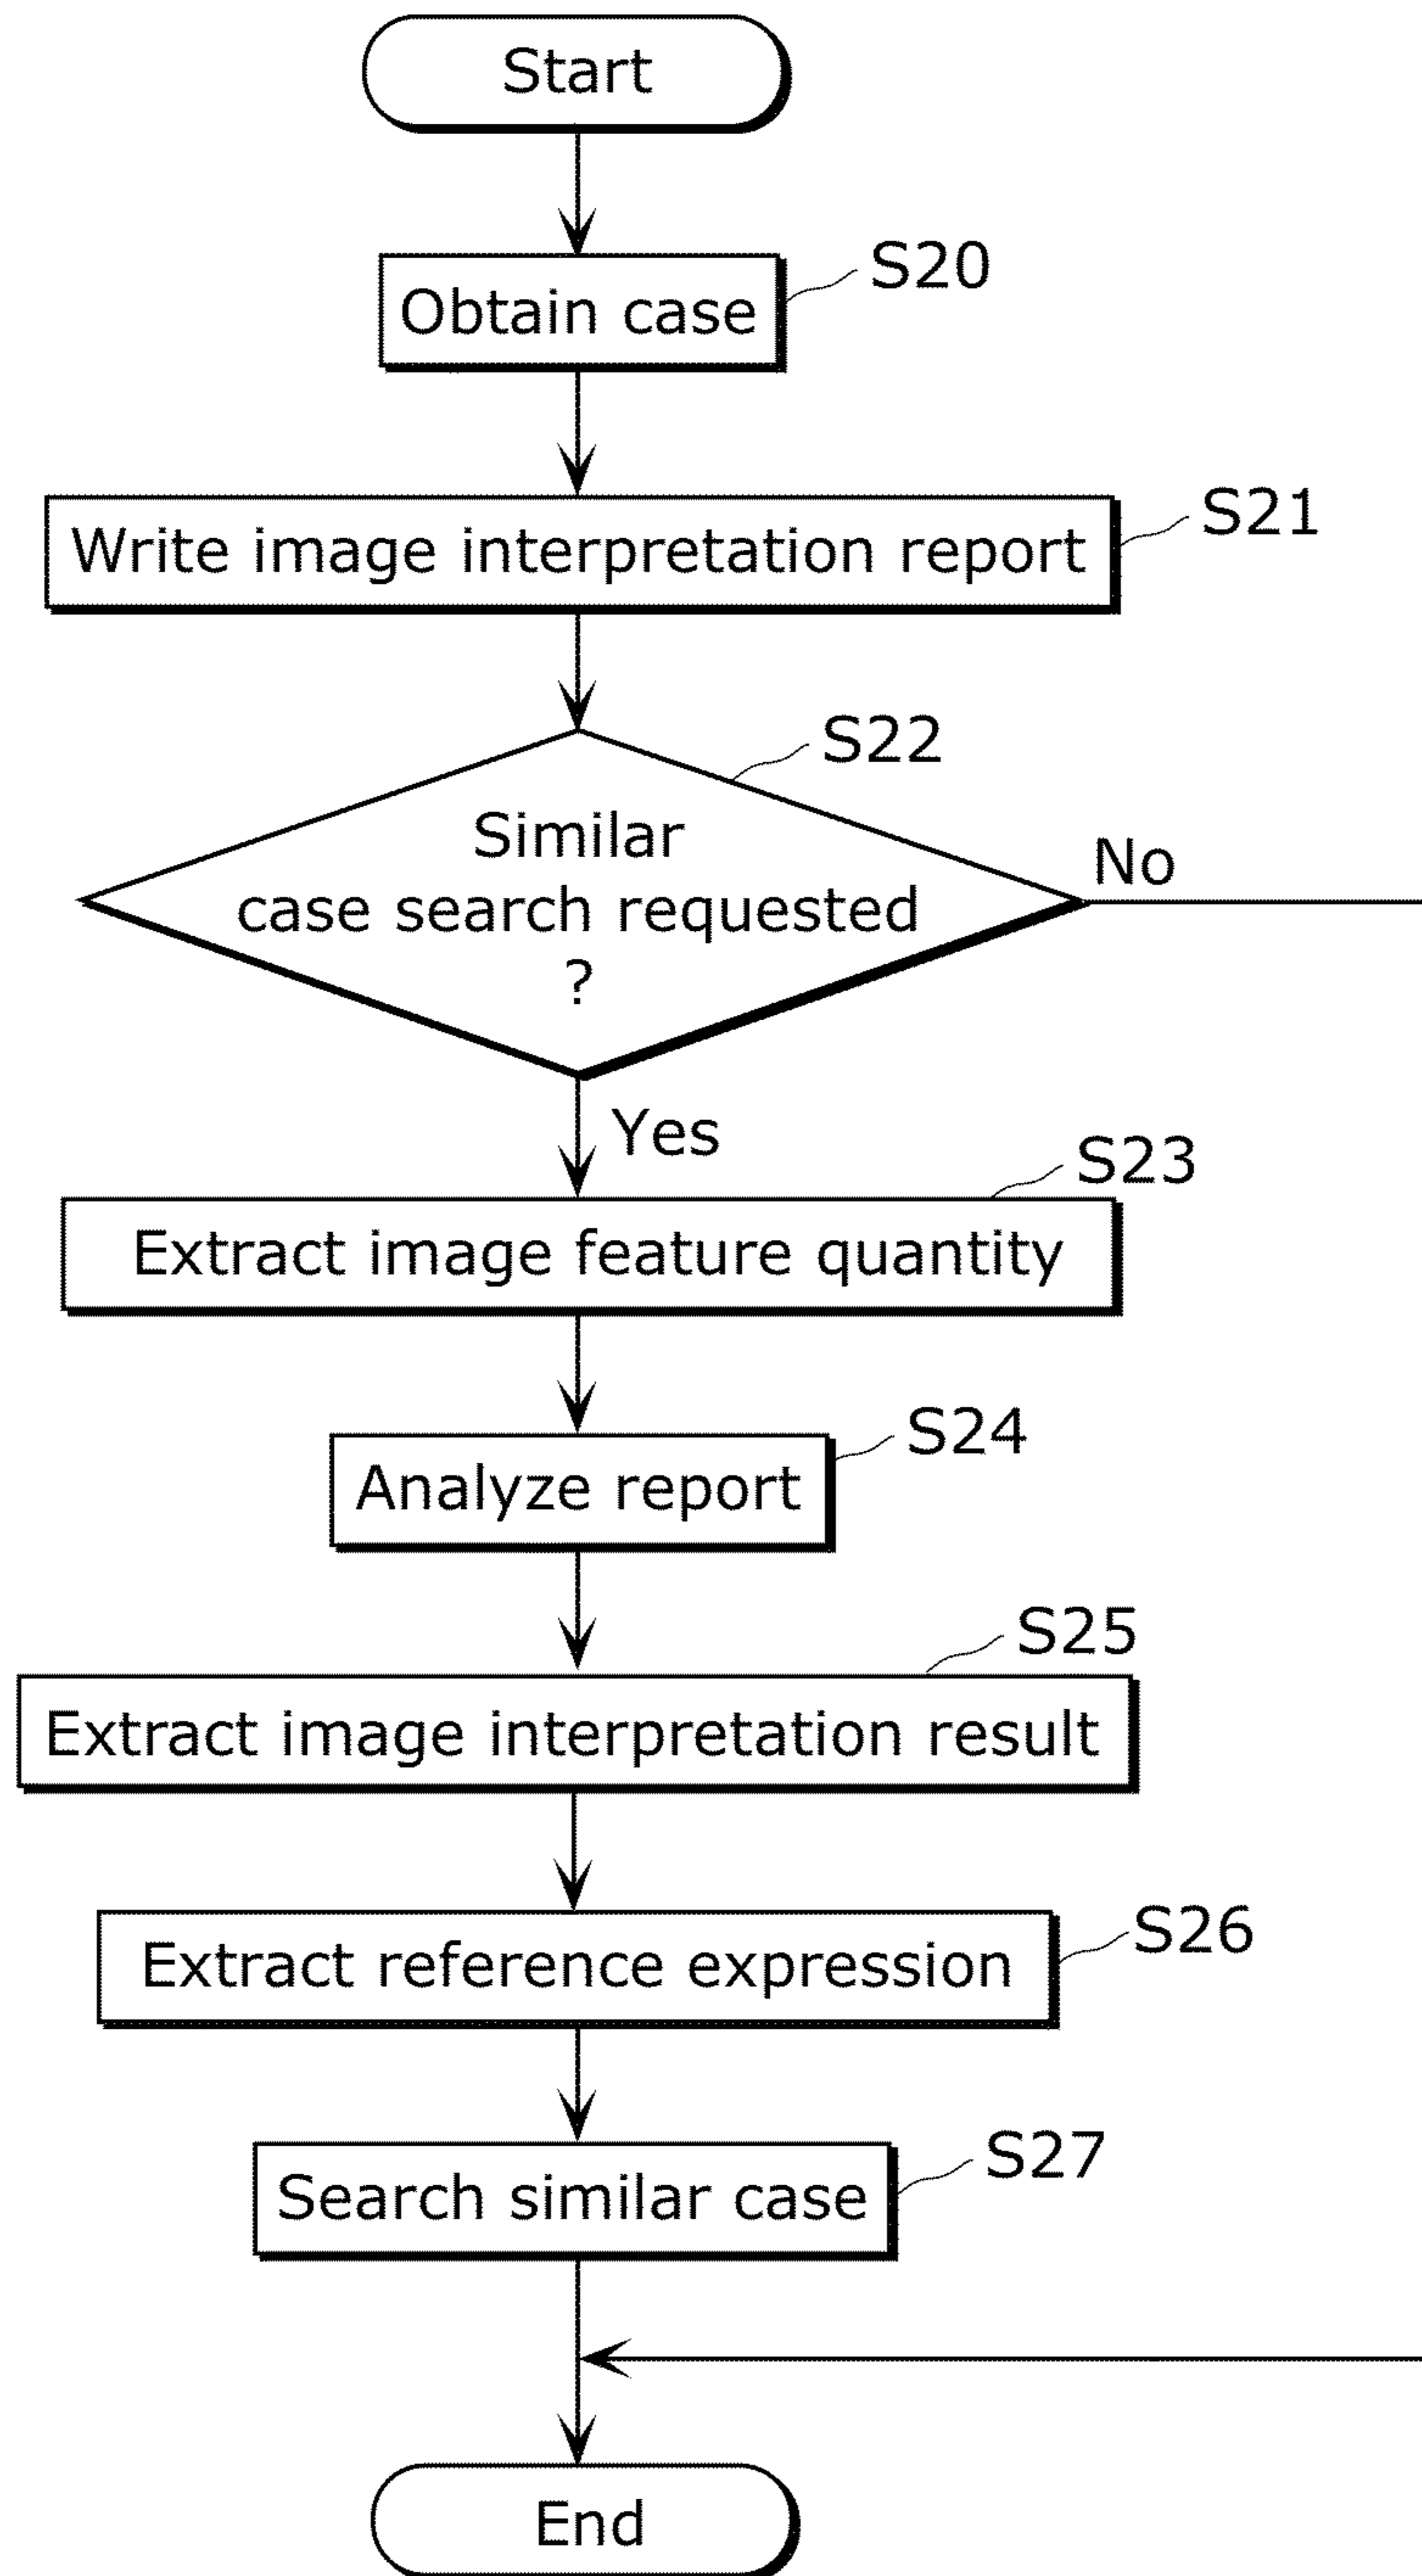 Start
S20
Obtain case
S21
Write image interpretation report
S22
Similar
case search requested
?
No
Yes
S23
Extract image feature quantity
S24
Analyze report
S25
Extract image interpretation result
S26
Extract reference expression
S27
Search similar case
End